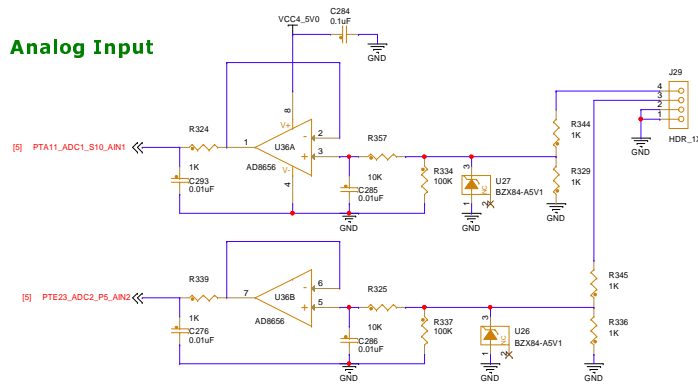 Analog Input
VCC4_5V0
C284
0.1uF
GND
J29
4
3
2
1
HDR_1X
GND
R344
1K
R329
1K
GND
[5] PTA11_ADC1_S10_AIN1
R324
1K
C293
0.01uF
8
V+
1
U36A
AD8656
-
2
+
3
V-
4
R357
10K
C285
0.01uF
GND
R334
100K
3
U27
BZX84-A5V1
NC
1
2
GND
[5] PTE23_ADC2_P5_AIN2
R339
1K
C276
0.01uF
7
U36B
AD8656
-
6
+
5
R325
10K
C286
0.01uF
GND
R337
100K
3
U26
BZX84-A5V1
NC
1
2
GND
R345
1K
R336
1K
GND